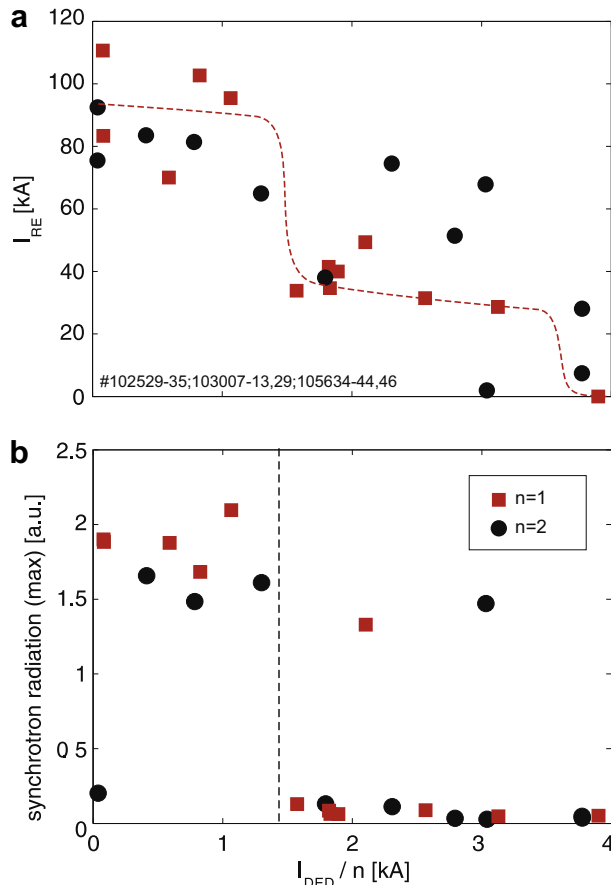 a
120
100
80
60
40
20
0
I_RE [kA]
#102529-35;103007-13,29;105634-44,46
b
2.5
2
1.5
1
0 5
0
synchrotron radiation (max) [a.u.]
n=1
n=2
0 1 2 3 4
I_DED / n [kA]